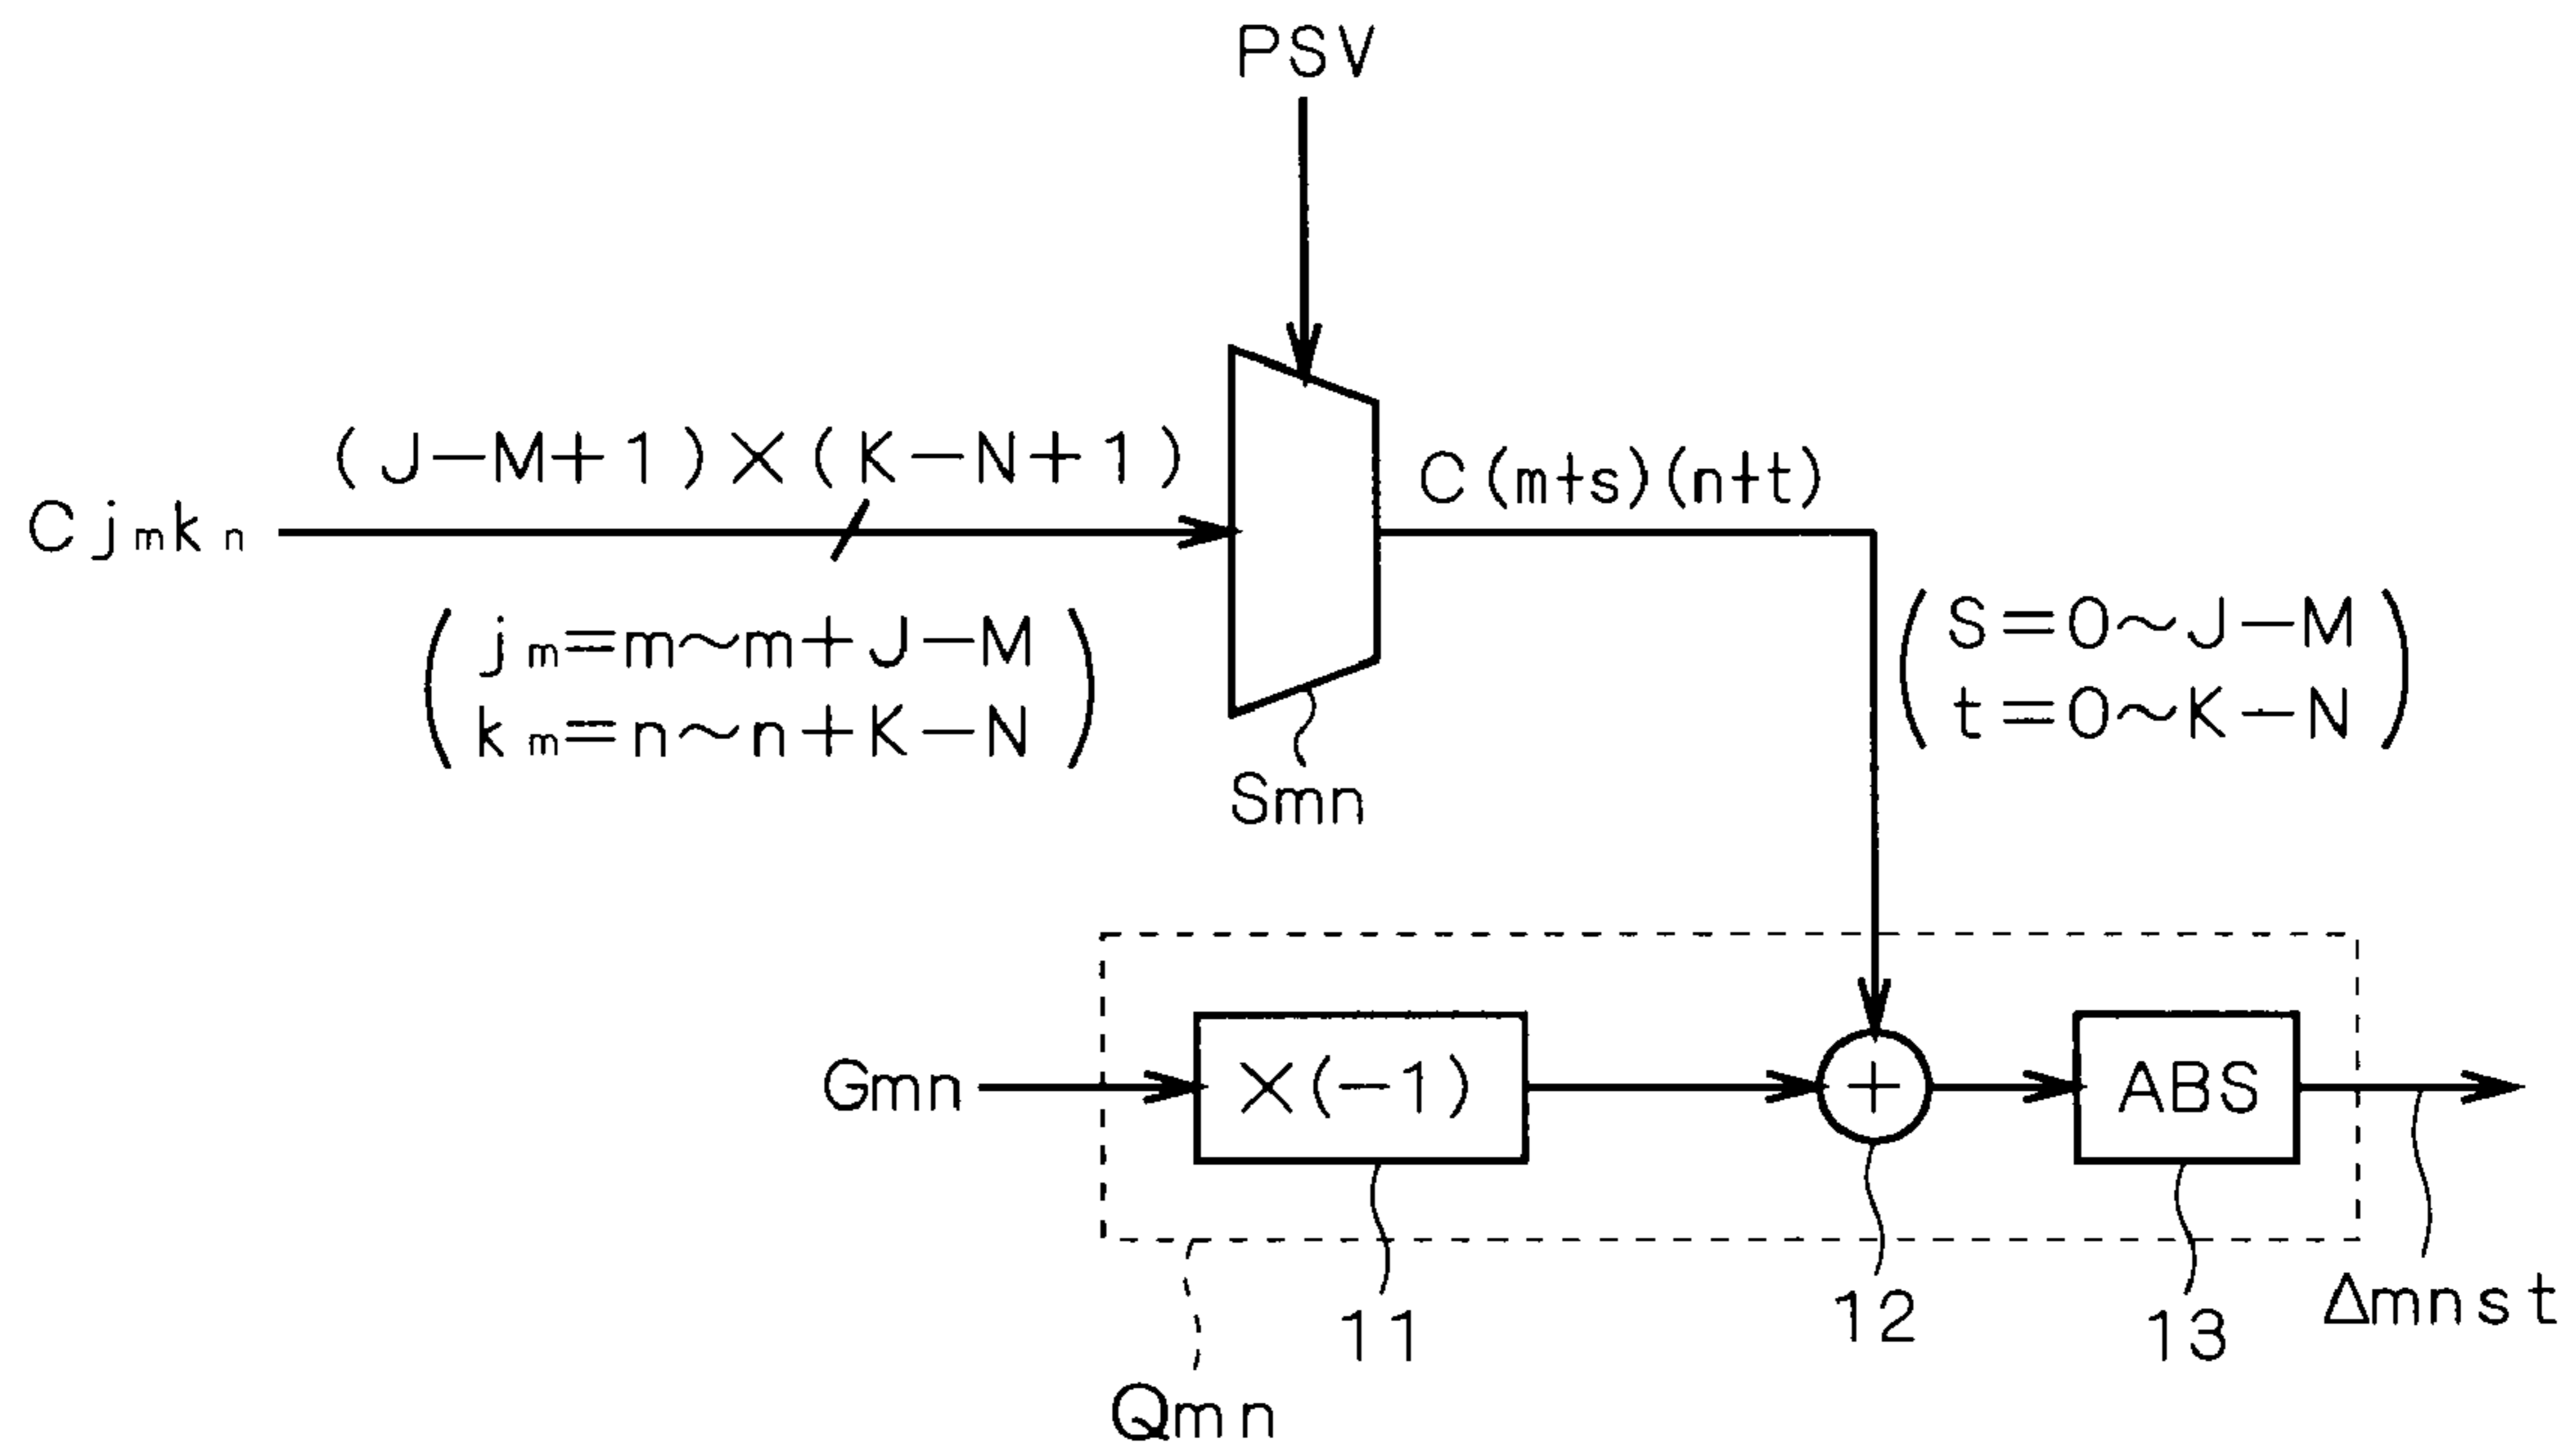 PSV
(J-M+1)×(K-N+1)
Cjmkn
C(m+s)(n+t)
jm=m~m+J-M
km=n~n+K-N
S=0~J-M
t=0~K-N
Smn
Gmn
×(-1)
+
ABS
11
12
13
Δmnst
Qmn